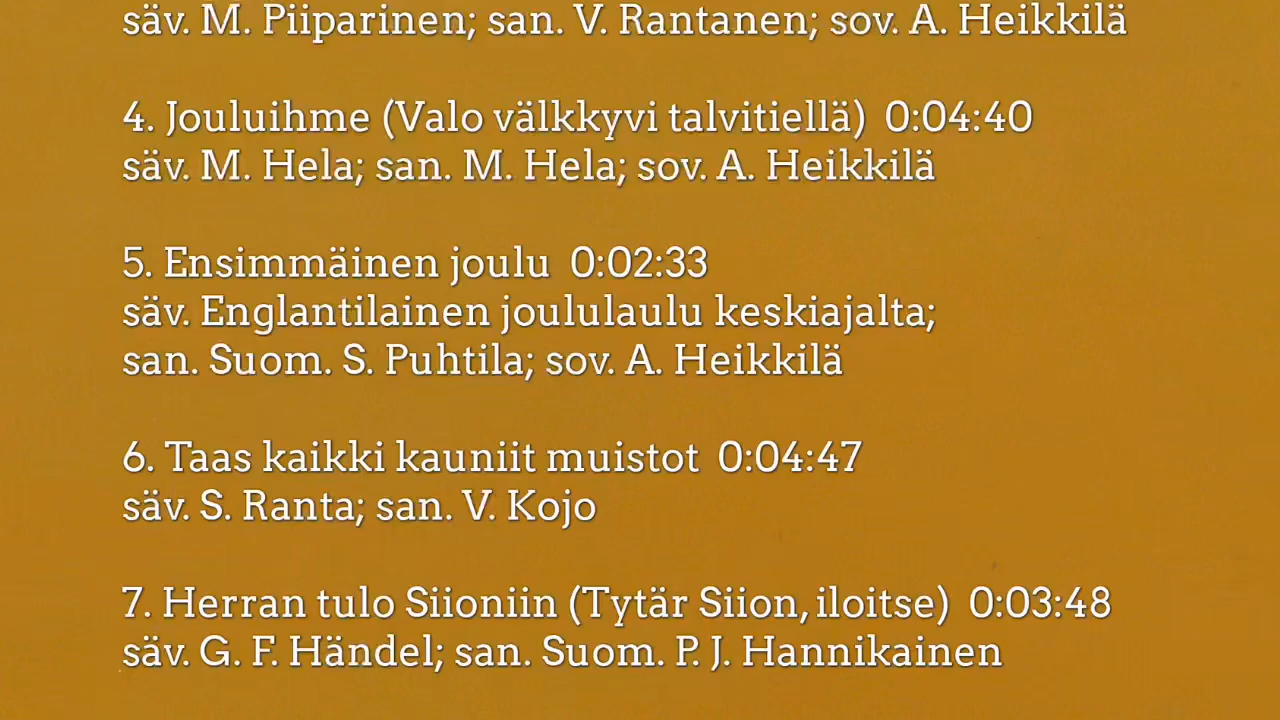 säv. M. Piiparinen; san. V. Rantanen; sov. A. Heikkilä
4. Jouluihme (Valo välkkyvi talvitiellä) 0:04:40
säv. M. Hela; san. M. Hela; sov. A. Heikkilä
5. Ensimmäinen joulu 0:02:33
säv. Englantilainen joululaulu keskiajalta;
san. Suom. S. Puhtila; sov. A. Heikkilä
6. Taas kaikki kauniit muistot 0:04:47
säv. S. Ranta; san. V. Kojo
7. Herran tulo Siioniin (Tytär Siion, iloitse) 0:03:48
säv. G. F. Händel; san. Suom. P. J. Hannikainen